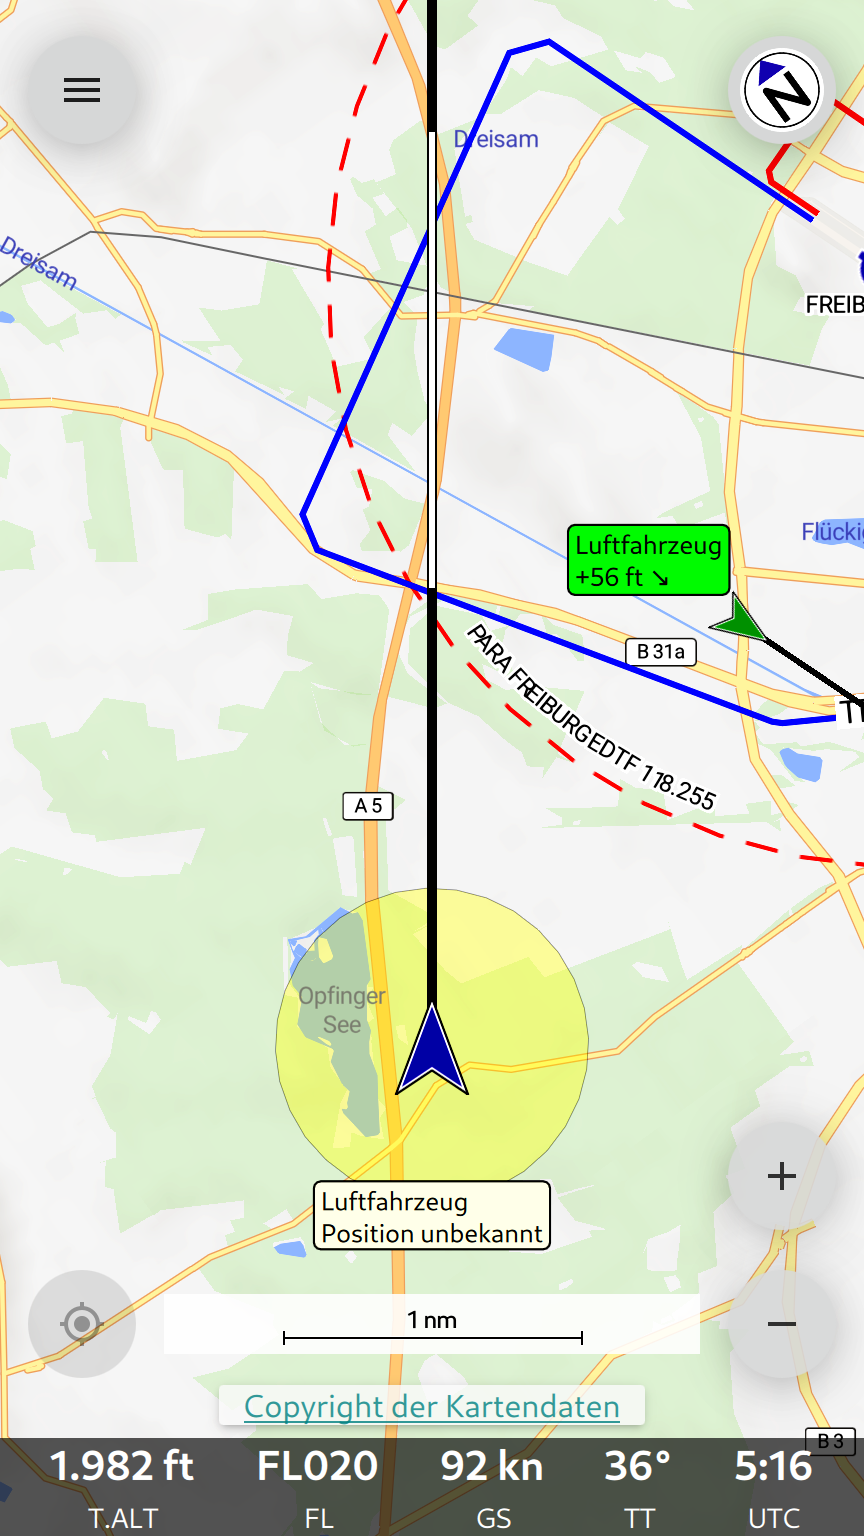 N
Dreisam
Dreisam
FREIB
Flückig
Luftfahrzeug
+56 ft ↘
B 31a
PARA FREIBURGEDTF 118.255
A 5
Opfinger
See
Luftfahrzeug
Position unbekannt
+
1 nm
−
Copyright der Kartendaten
B 3
1.982 ft FL020 92 kn 36° 5:16
T.ALT FL GS TT UTC